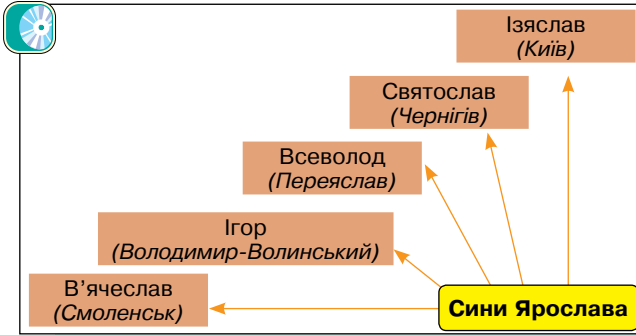 Ізяслав
(Київ)
Святослав
(Чернігів)
Всеволод
(Переяслав)
Ігор
(Володимир-Волинський)
В’ячеслав
(Смоленськ)
Сини Ярослава